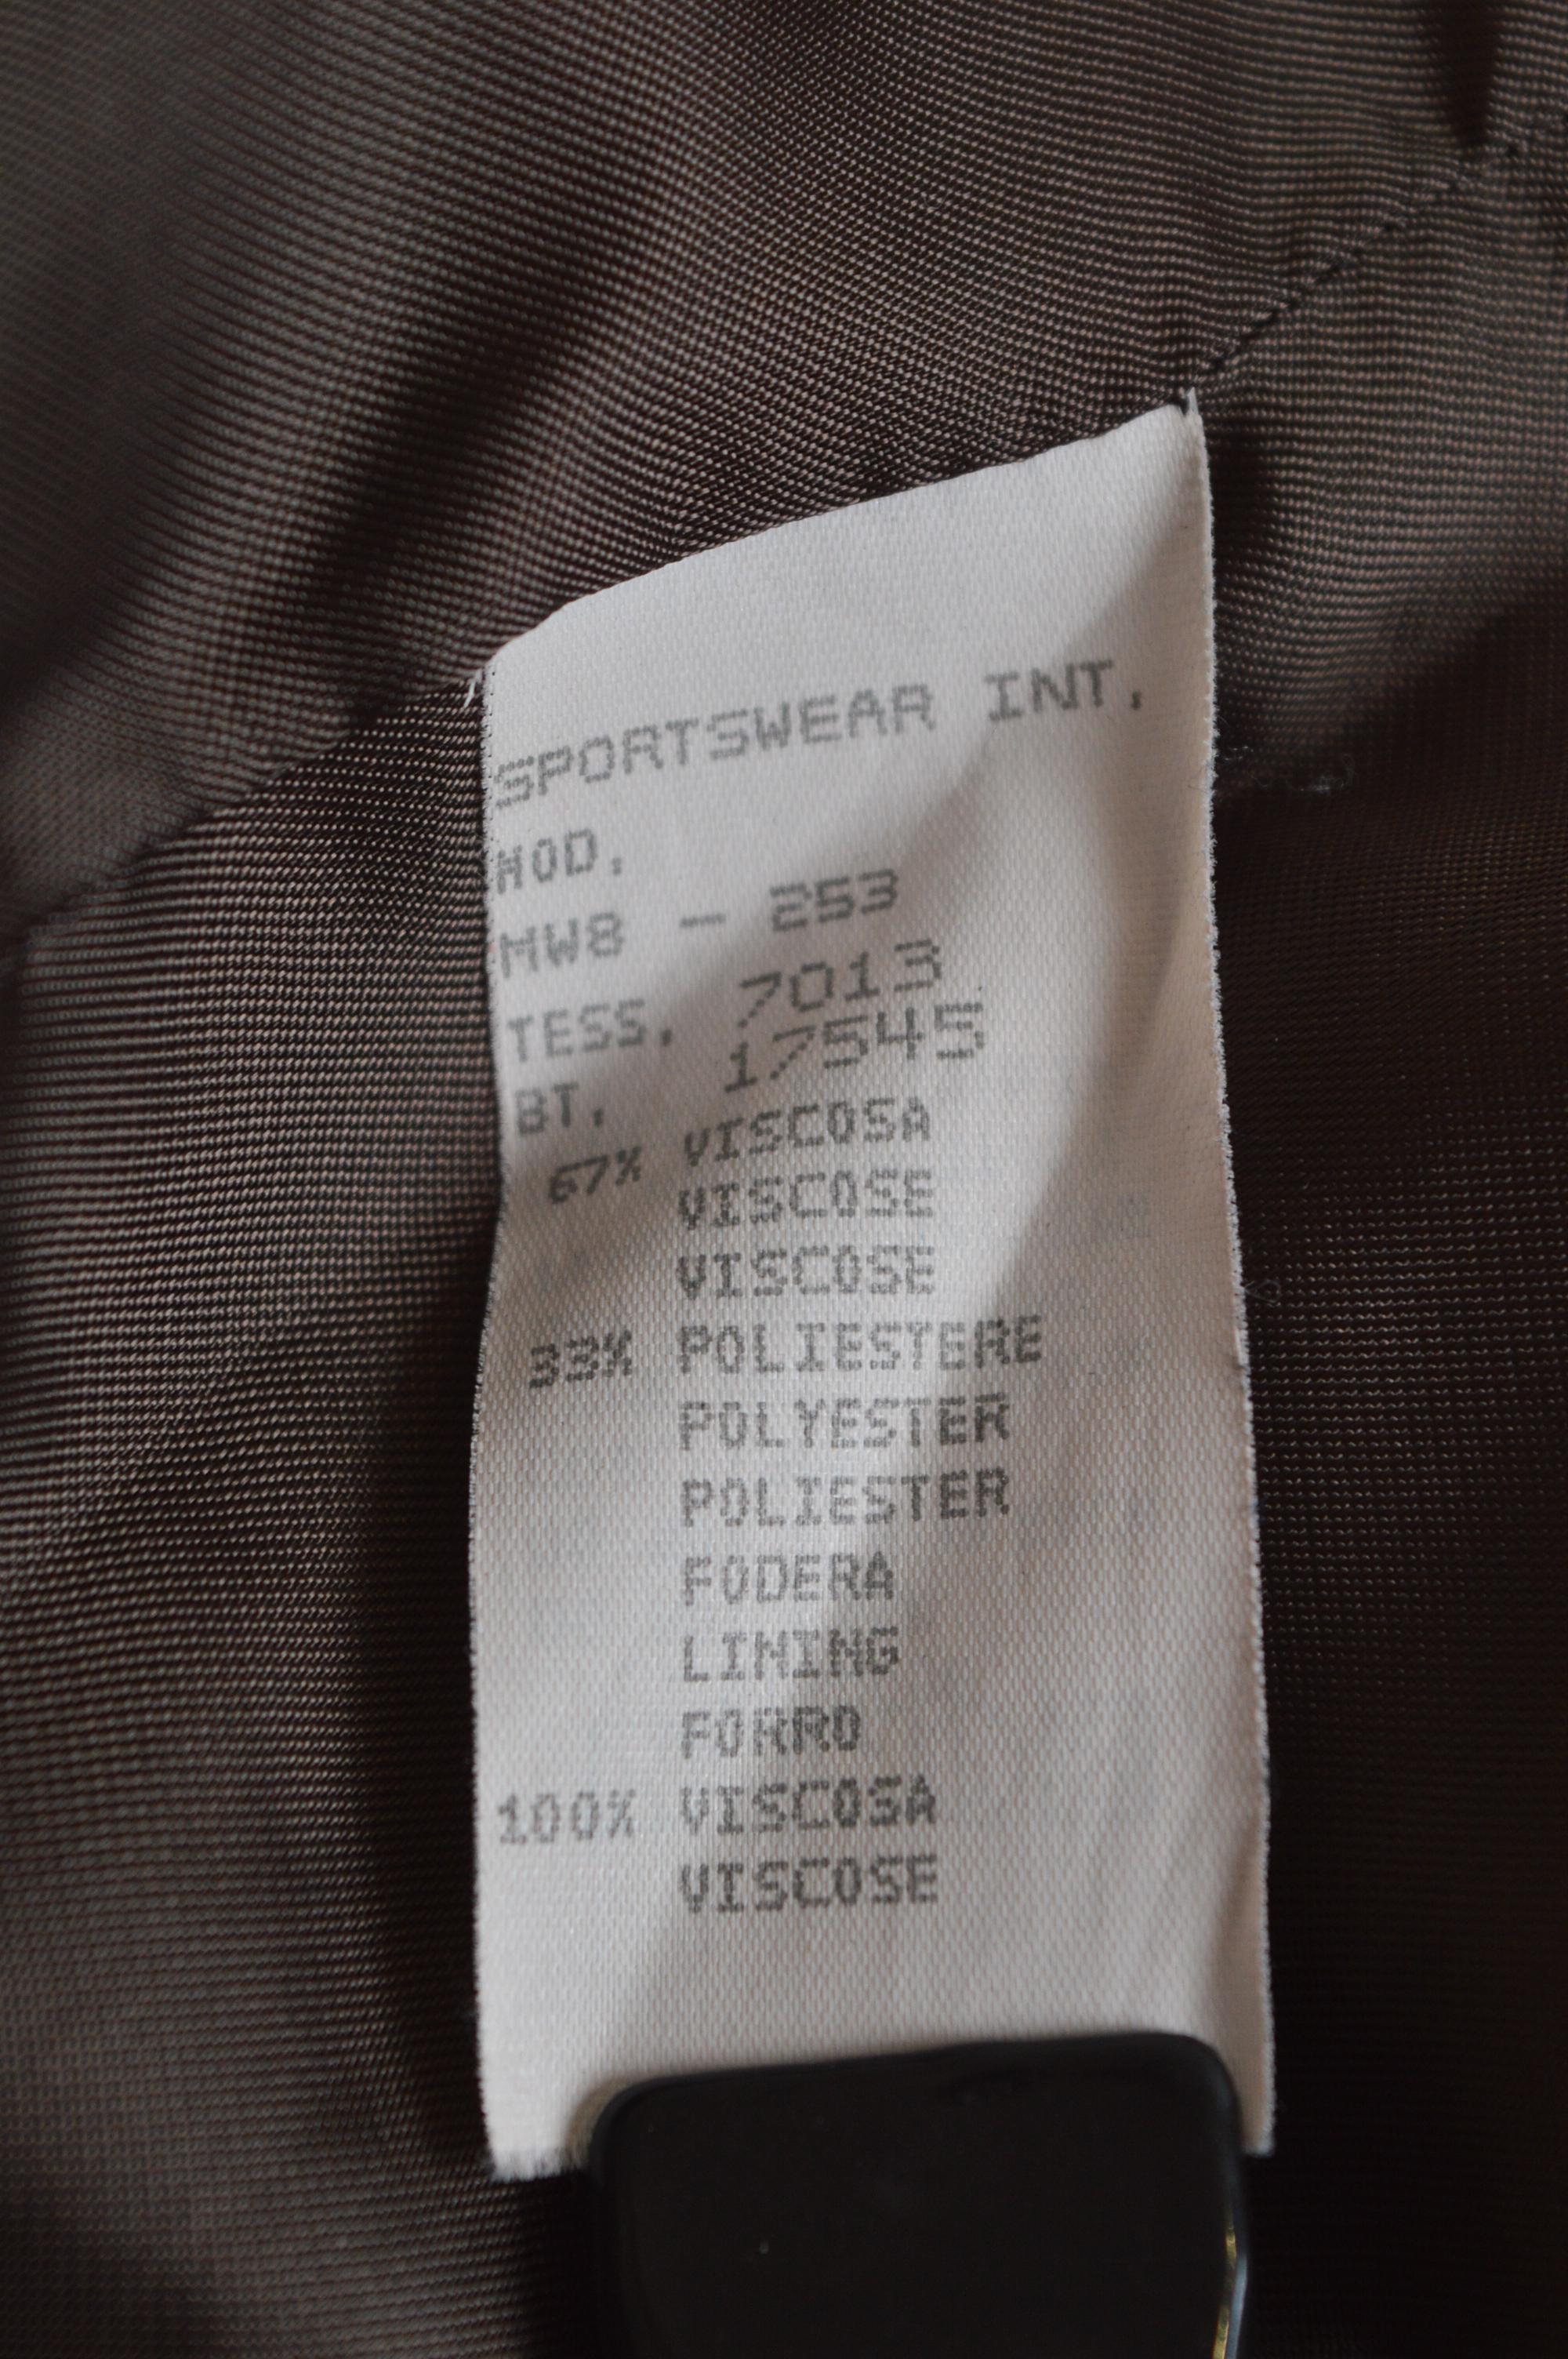 SPORTSWEAR INT.
MOD.
MW8 - 253
TESS. 7013
BT. 17545
67% VISCOSA
VISCOSE
VISCOSE
33% POLIESTERE
POLYESTER
POLIESTER
FODERA
LINING
FORRO
100% VISCOSA
VISCOSE